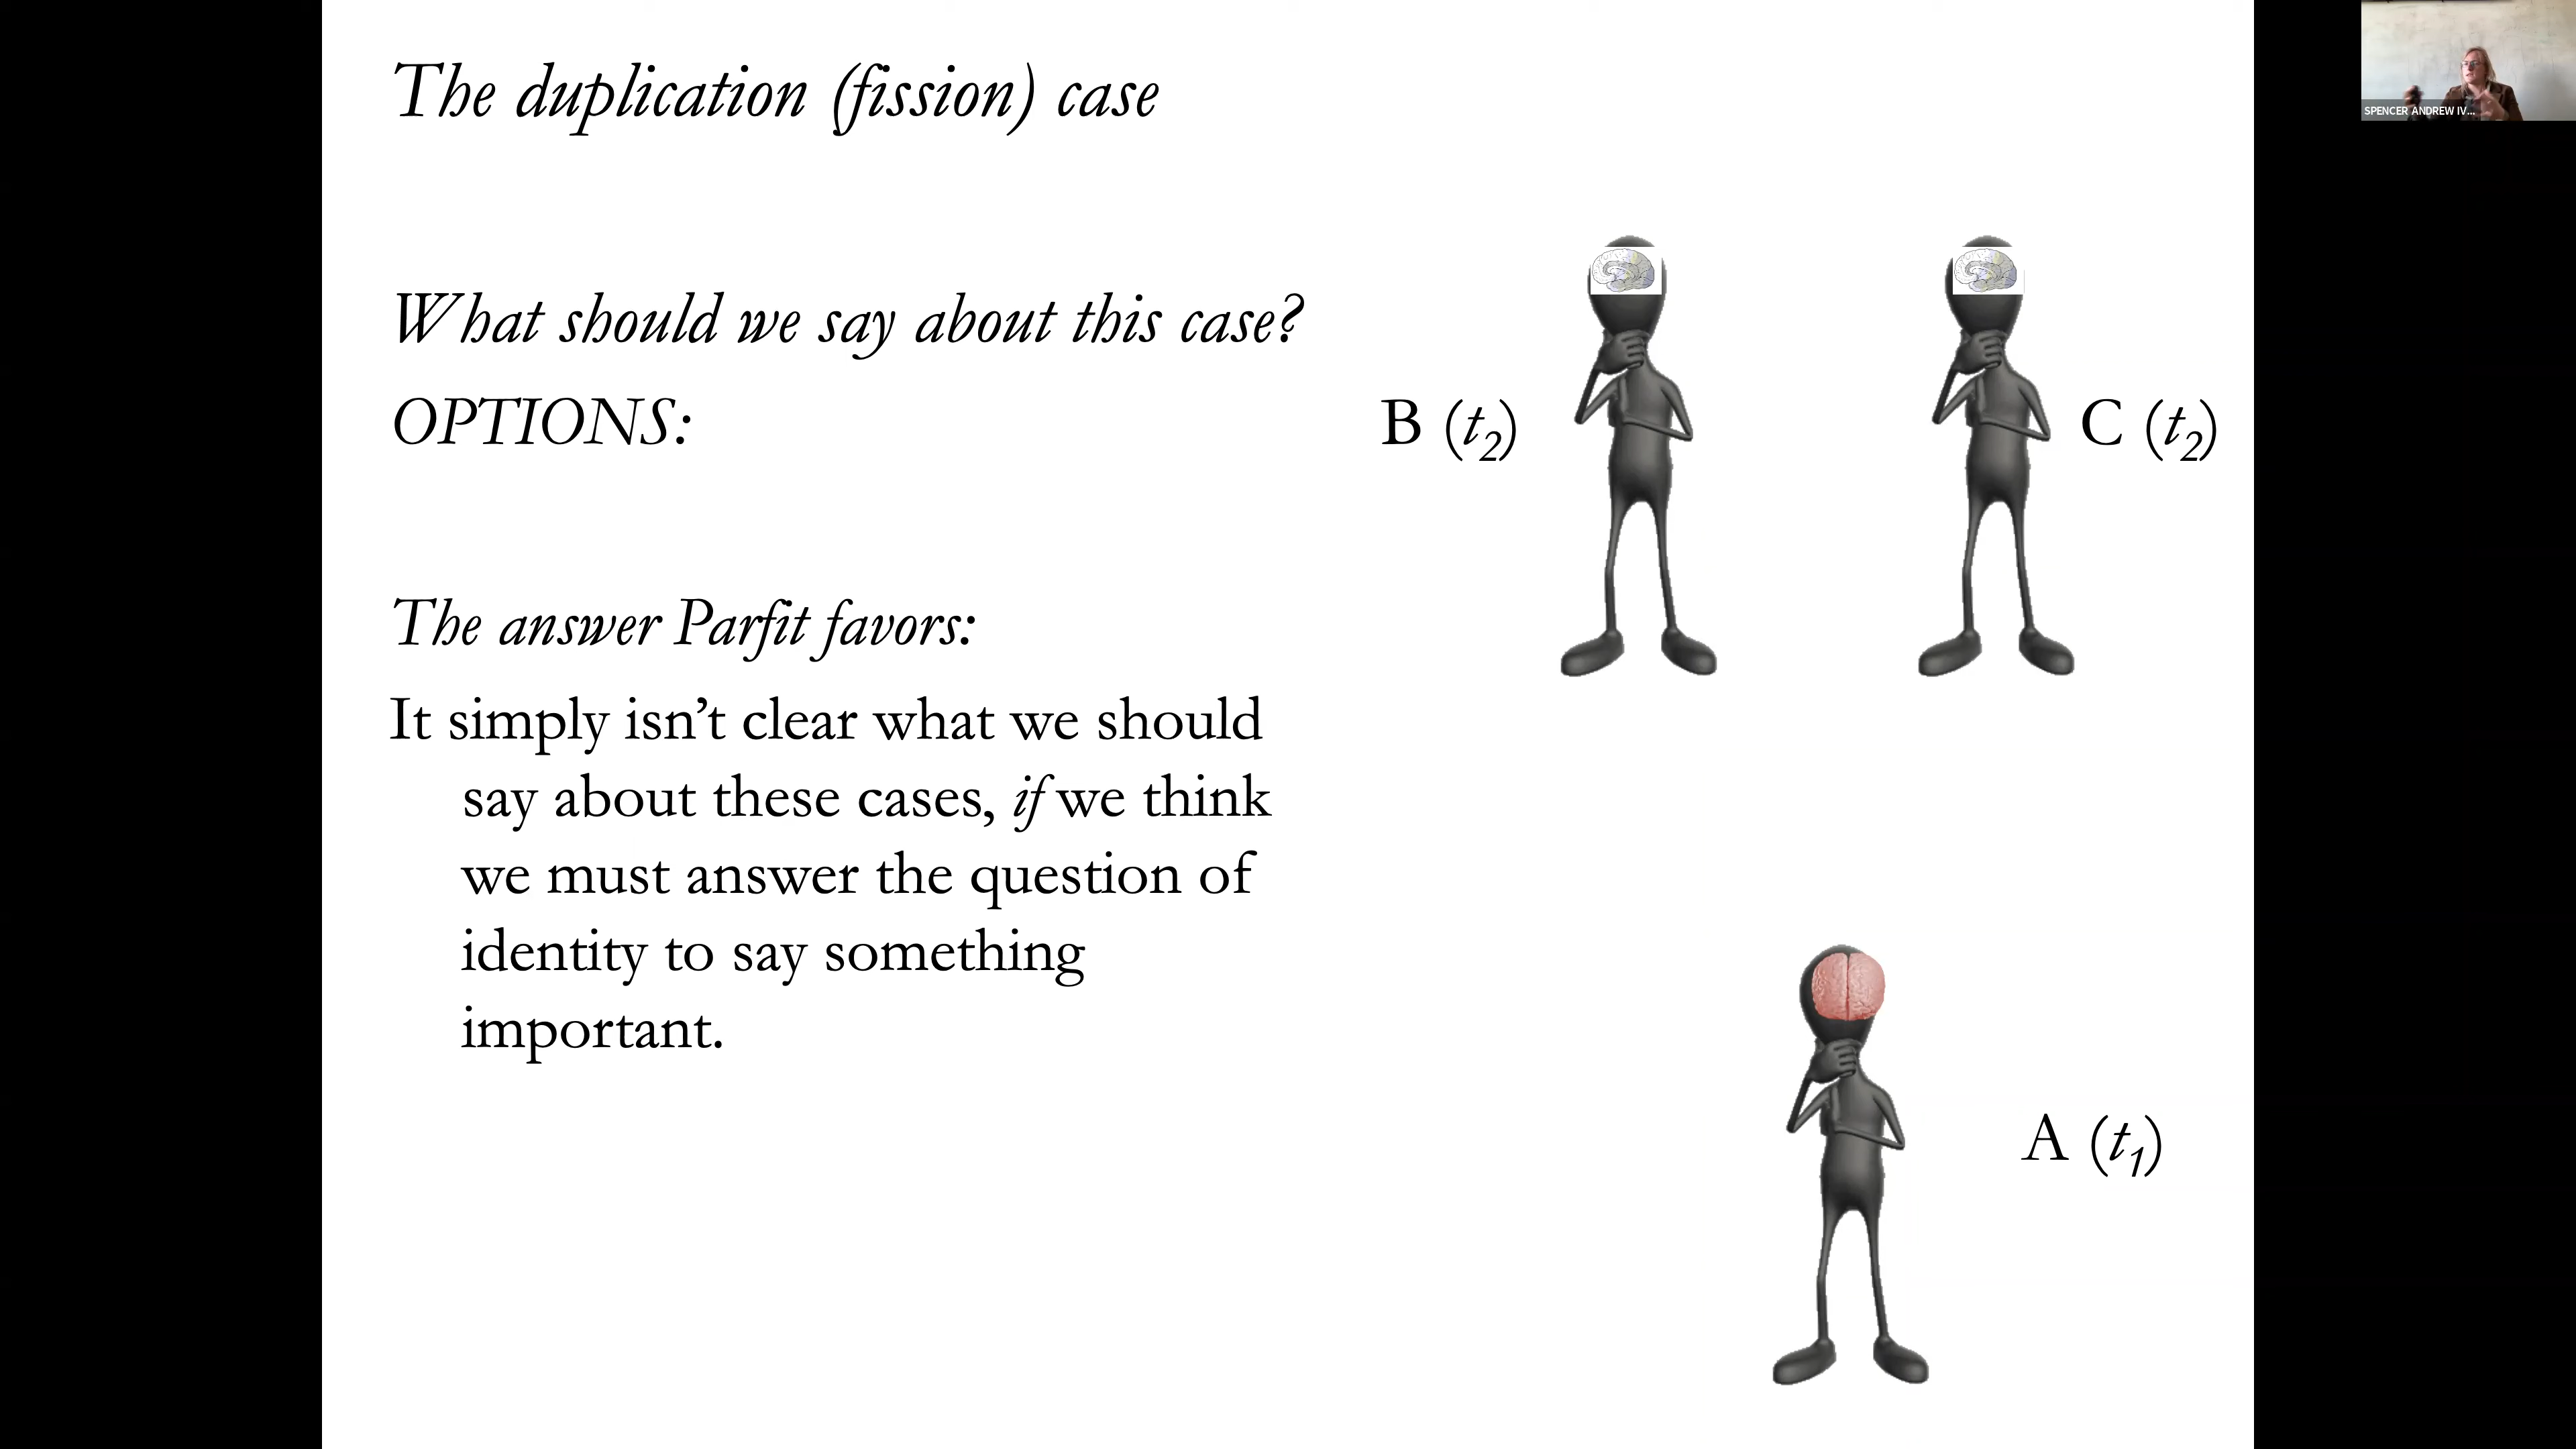 The duplication (fission) case
What should we say about this case?
OPTIONS:
The answer Parfit favors:
It simply isn’t clear what we should
say about these cases, if we think
we must answer the question of
identity to say something
important.
B (t2)
C (t2)
A (t1)
SPENCER ANDREW IV...